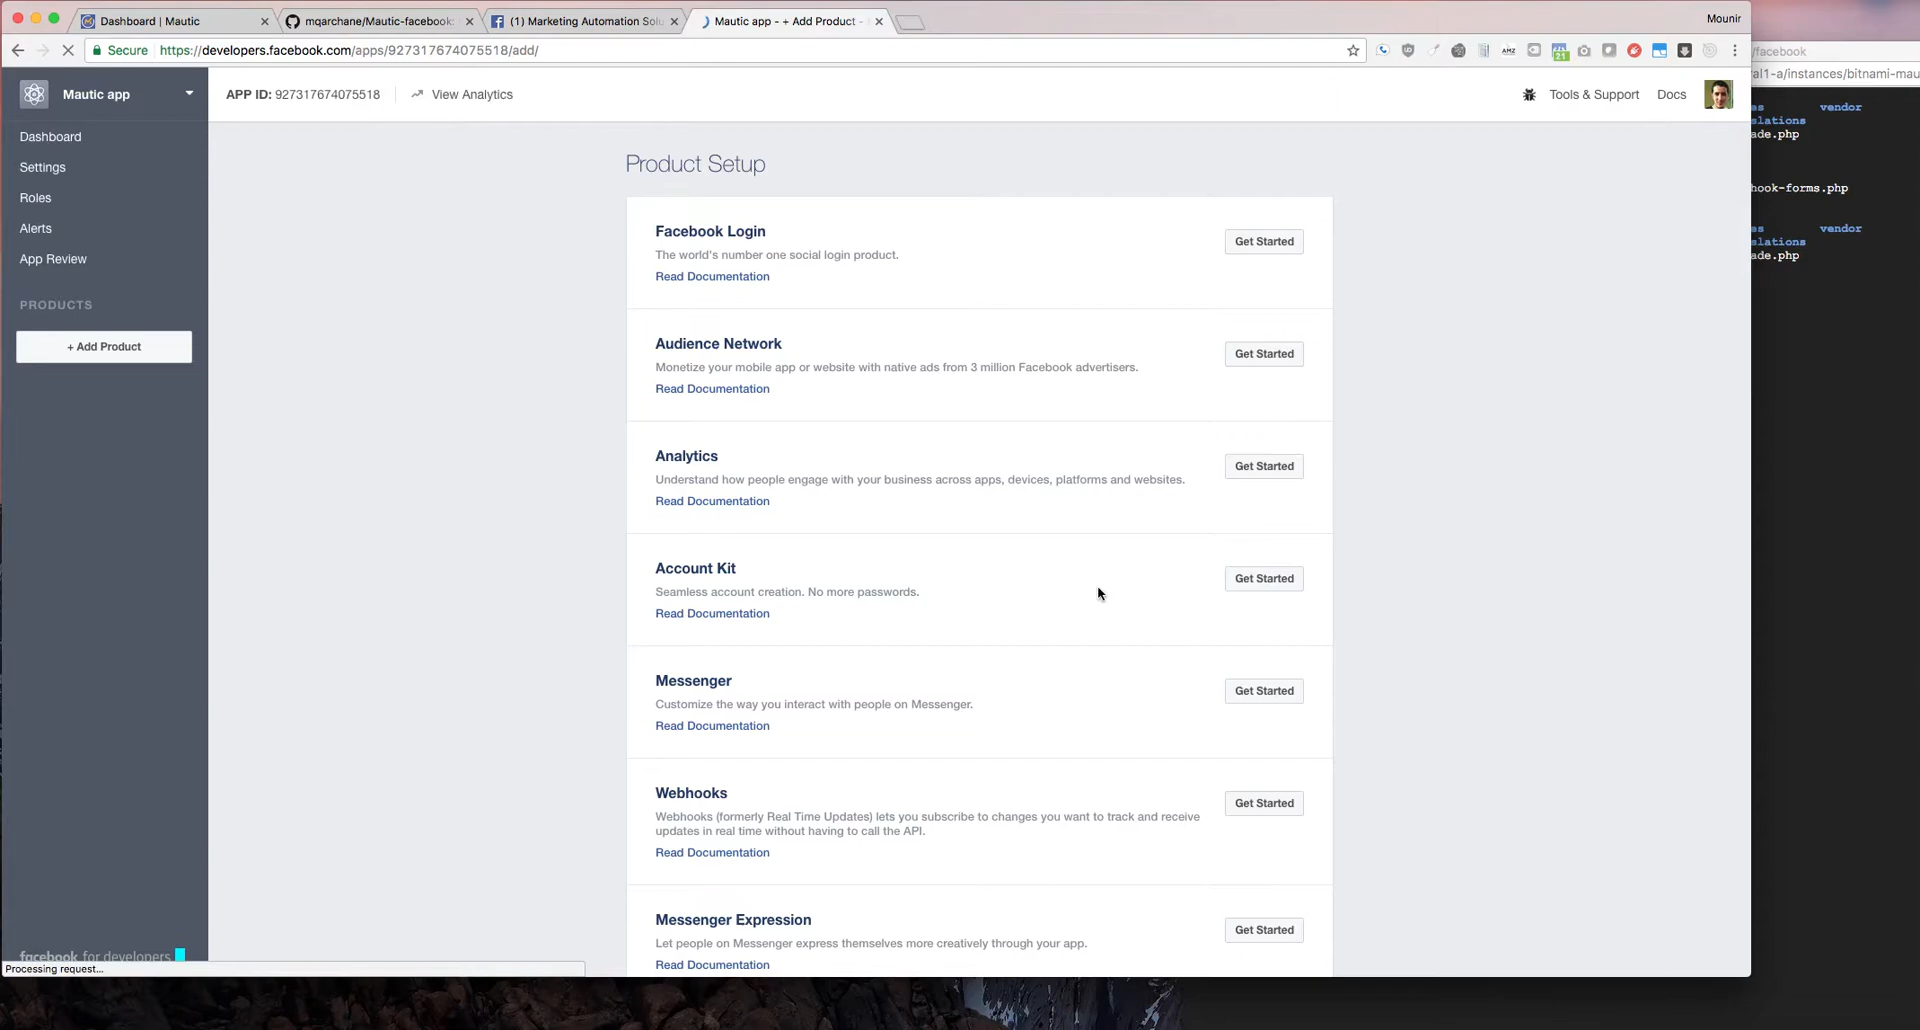 Dashboard | Mautic
mqarchane/Mautic-facebook:
(1) Marketing Automation Solu
Mautic app - + Add Product -
Mounir
Secure
https://developers.facebook.com/apps/927317674075518/add/
AMZ
21
/facebook
ral1-a/instances/bitnami-mau
Mautic app
APP ID: 927317674075518
View Analytics
Tools & Support
Docs
Dashboard
Settings
Roles
Alerts
App Review
PRODUCTS
+ Add Product
Product Setup
Facebook Login
The world's number one social login product.
Read Documentation
Get Started
Audience Network
Monetize your mobile app or website with native ads from 3 million Facebook advertisers.
Read Documentation
Get Started
Analytics
Understand how people engage with your business across apps, devices, platforms and websites.
Read Documentation
Get Started
Account Kit
Seamless account creation. No more passwords.
Read Documentation
Get Started
Messenger
Customize the way you interact with people on Messenger.
Read Documentation
Get Started
Webhooks
Webhooks (formerly Real Time Updates) lets you subscribe to changes you want to track and receive
updates in real time without having to call the API.
Read Documentation
Get Started
Messenger Expression
Let people on Messenger express themselves more creatively through your app.
Read Documentation
Get Started
facebook for developers
Processing request...
es vendor
slations
ade.php
hook-forms.php
es vendor
slations
ade.php